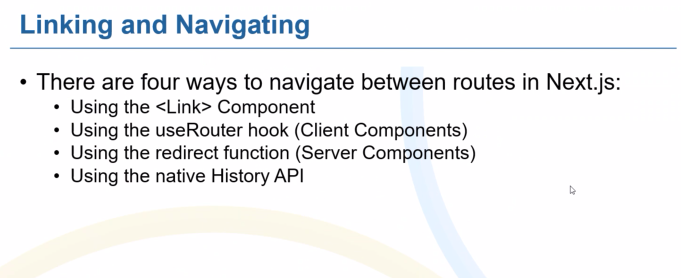 Linking and Navigating
• There are four ways to navigate between routes in Next.js:
• Using the <Link> Component
• Using the useRouter hook (Client Components)
• Using the redirect function (Server Components)
• Using the native History API